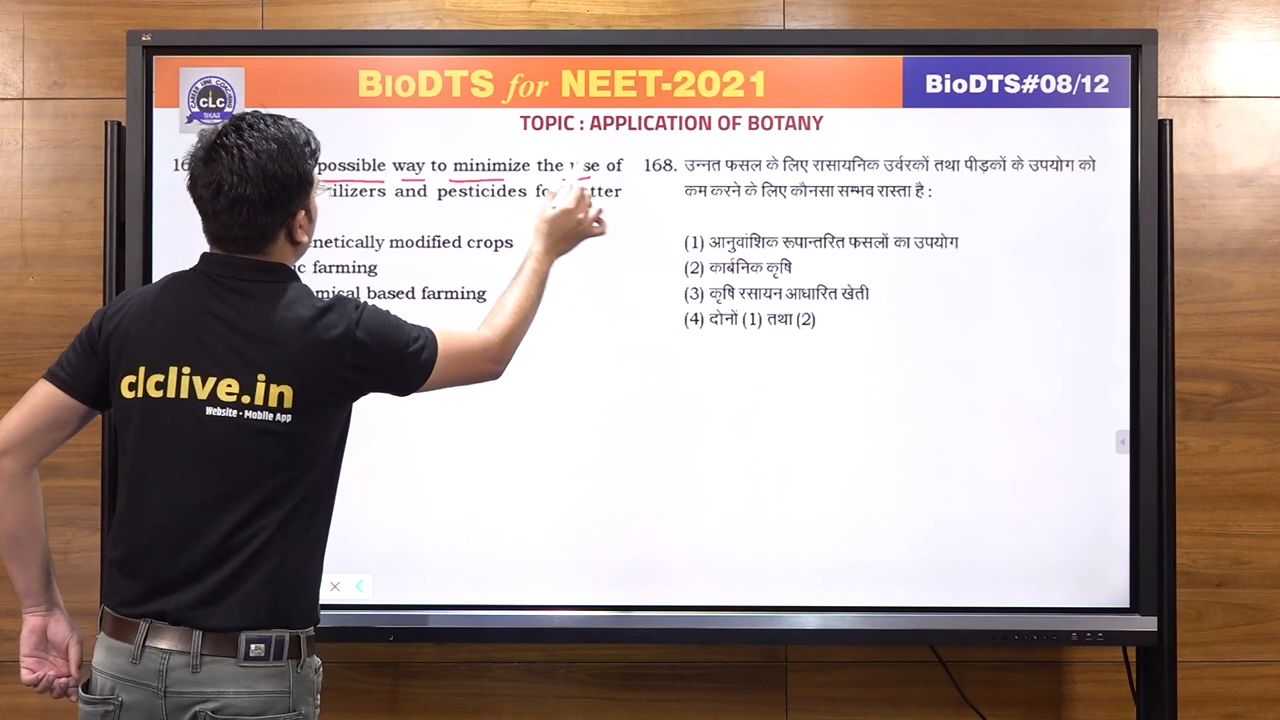 BIODTS for NEET-2021
BIODTS#08/12
CLC
SIKAR
TOPIC : APPLICATION OF BOTANY
possible way to minimize the use of
and pesticides
modified crops
farming
based farming
168. उन्नत फसल के लिए रासायनिक उर्वरकों तथा पीड़कों के उपयोग को
कम करने के लिए कौनसा सम्भव रास्ता है :
(1) आनुवांशिक रूपान्तरित फसलों का उपयोग
(2) कार्बनिक कृषि
(3) कृषि रसायन आधारित खेती
(4) दोनों (1) तथा (2)
clclive.in
Website • Mobile App